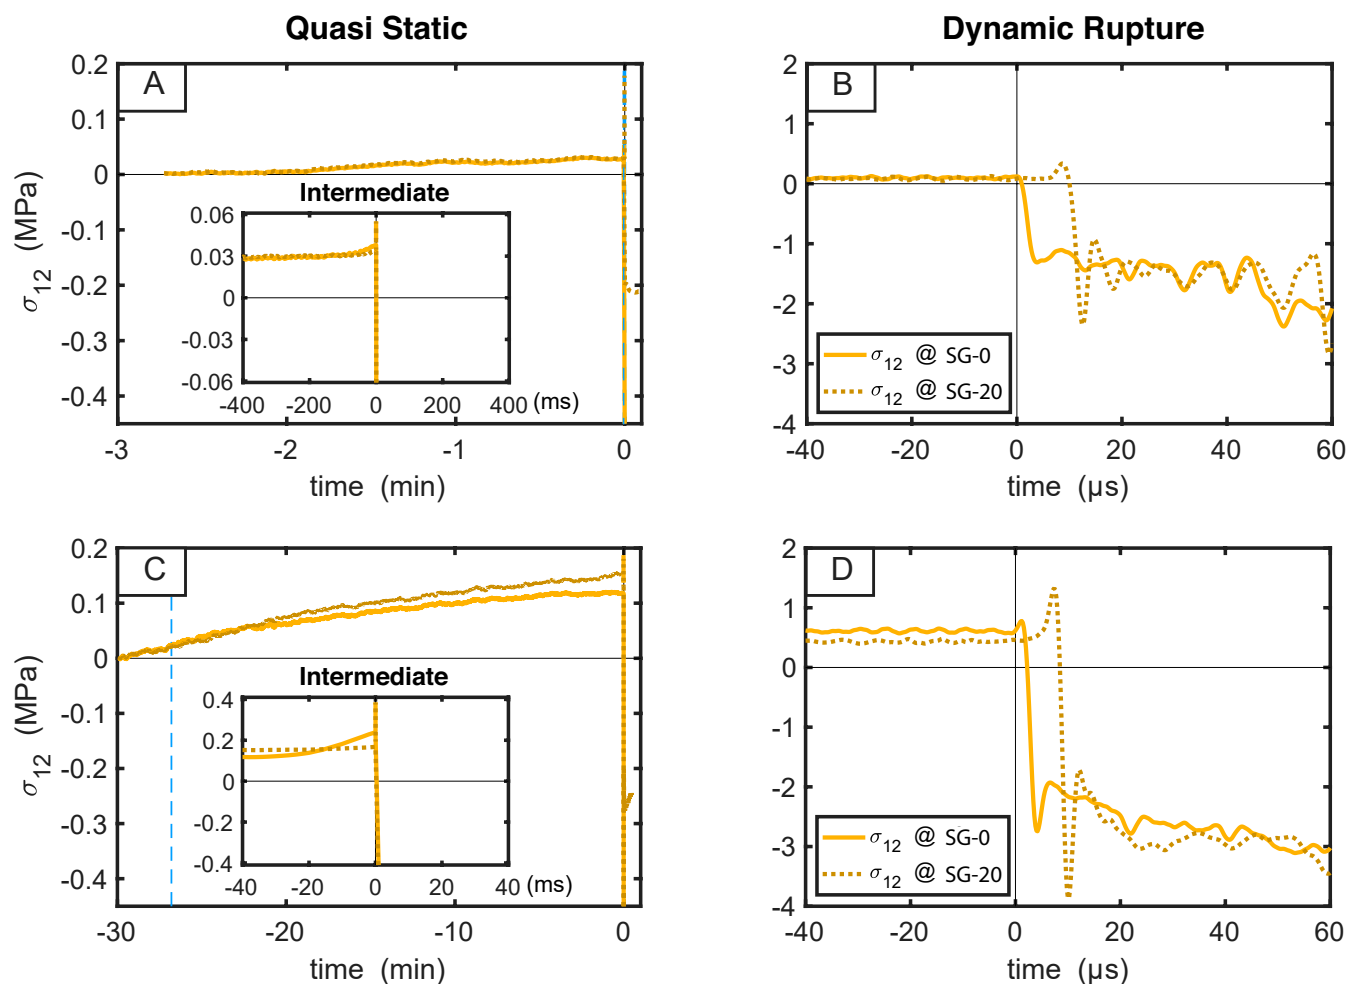 Quasi Static
Dynamic Rupture
A
0.2
0.1
0
-0.1
-0.2
-0.3
-0.4
σ12 (MPa)
Intermediate
0.06
0.03
0
-0.03
-0.06
-400 -200 0 200 400 (ms)
-3 -2 -1 0
time (min)
B
2
1
0
-1
-2
-3
-4
σ12 @ SG-0
σ12 @ SG-20
-40 -20 0 20 40 60
time (µs)
C
0.2
0.1
0
-0.1
-0.2
-0.3
-0.4
σ12 (MPa)
Intermediate
0.4
0.2
0
-0.2
-0.4
-40 -20 0 20 40 (ms)
-30 -20 -10 0
time (min)
D
2
1
0
-1
-2
-3
-4
σ12 @ SG-0
σ12 @ SG-20
-40 -20 0 20 40 60
time (µs)